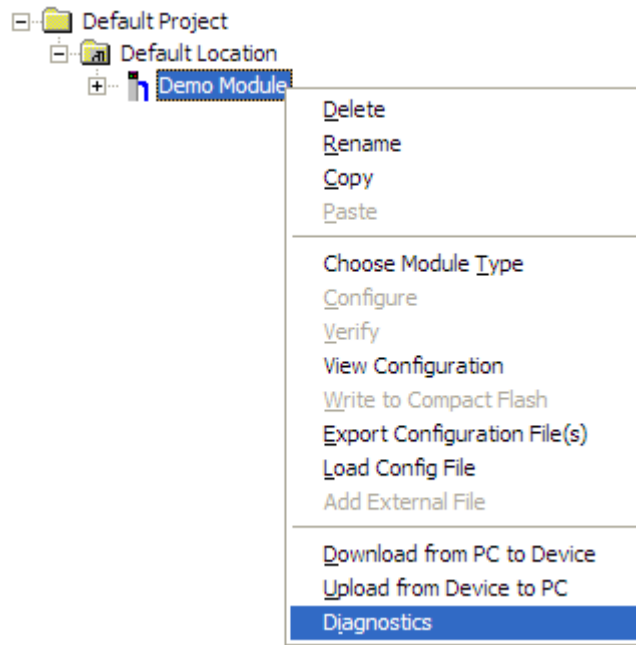 Default Project
Default Location
Demo Module
Delete
Rename
Copy
Paste
Choose Module Type
Configure
Verify
View Configuration
Write to Compact Flash
Export Configuration File(s)
Load Config File
Add External File
Download from PC to Device
Upload from Device to PC
Diagnostics